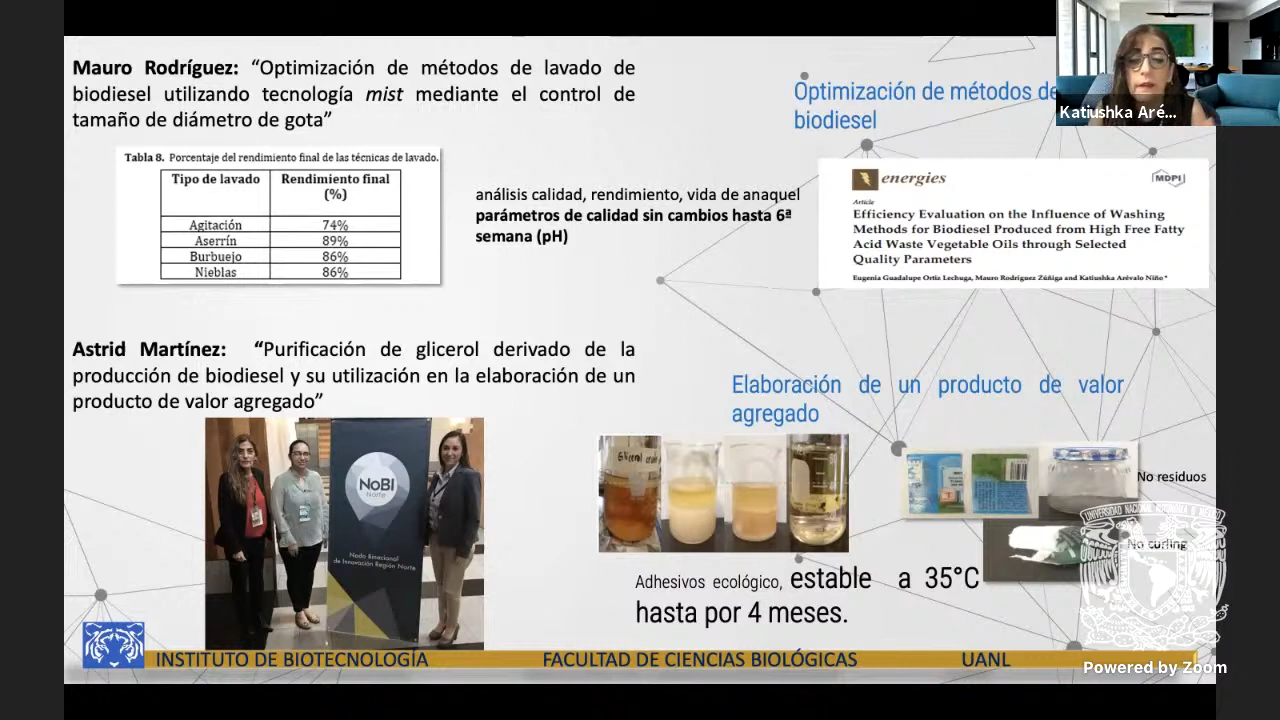 Mauro Rodríguez: “Optimización de métodos de lavado de
biodiesel utilizando tecnología mist mediante el control de
tamaño de diámetro de gota”
Tabla 8. Porcentaje del rendimiento final de las técnicas de lavado.
Tipo de lavado Rendimiento final
(%)
Agitación 74%
Aserrín 89%
Burbujeo 86%
Nieblas 86%
análisis calidad, rendimiento, vida de anaquel
parámetros de calidad sin cambios hasta 6ª
semana (pH)
Optimización de métodos de
biodiesel
Katiushka Aré...
energies
MDPI
Article
Efficiency Evaluation on the Influence of Washing
Methods for Biodiesel Produced from High Free Fatty
Acid Waste Vegetable Oils through Selected
Quality Parameters
Eugenia Guadalupe Ortiz Lechuga, Mauro Rodríguez Zúñiga and Katiushka Arévalo Niño *
Astrid Martínez: “Purificación de glicerol derivado de la
producción de biodiesel y su utilización en la elaboración de un
producto de valor agregado”
NoBI
Norte
Nodo Binacional
de Innovación Región Norte
Elaboración de un producto de valor
agregado
Glicerol
No residuos
No curling
Adhesivos ecológico, estable a 35°C
hasta por 4 meses.
INSTITUTO DE BIOTECNOLOGÍA FACULTAD DE CIENCIAS BIOLÓGICAS UANL
Powered by Zoom